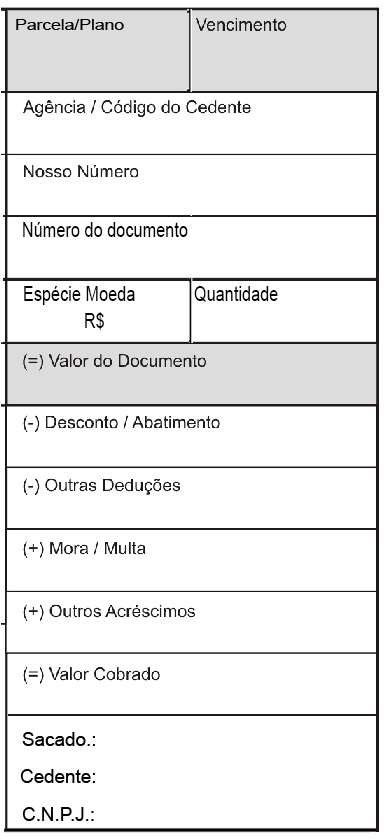 Parcela/Plano
Vencimento
Agência / Código do Cedente
Nosso Número
Número do documento
Espécie Moeda
R$
Quantidade
(=) Valor do Documento
(-) Desconto / Abatimento
(-) Outras Deduções
(+) Mora / Multa
(+) Outros Acréscimos
(=) Valor Cobrado
Sacado.:
Cedente:
C.N.P.J.: